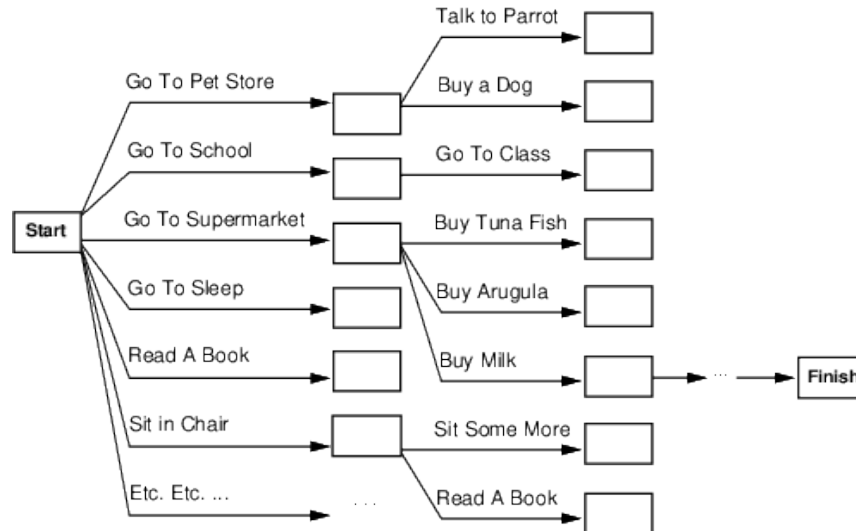 Talk to Parrot
Go To Pet Store
Buy a Dog
Go To School
Go To Class
Go To Supermarket
Buy Tuna Fish
Start
Go To Sleep
Buy Arugula
Read A Book
Buy Milk
...
Finish
Sit in Chair
Sit Some More
Etc. Etc. ...
...
Read A Book